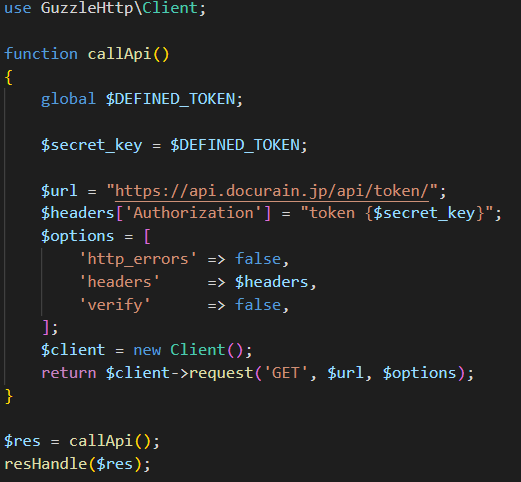 use GuzzleHttp\Client;
function callApi()
{
global $DEFINED_TOKEN;
$secret_key = $DEFINED_TOKEN;
$url = "https://api.docurain.jp/api/token/";
$headers['Authorization'] = "token {$secret_key}";
$options = [
'http_errors' => false,
'headers'     => $headers,
'verify'      => false,
];
$client = new Client();
return $client->request('GET', $url, $options);
}
$res = callApi();
resHandle($res);